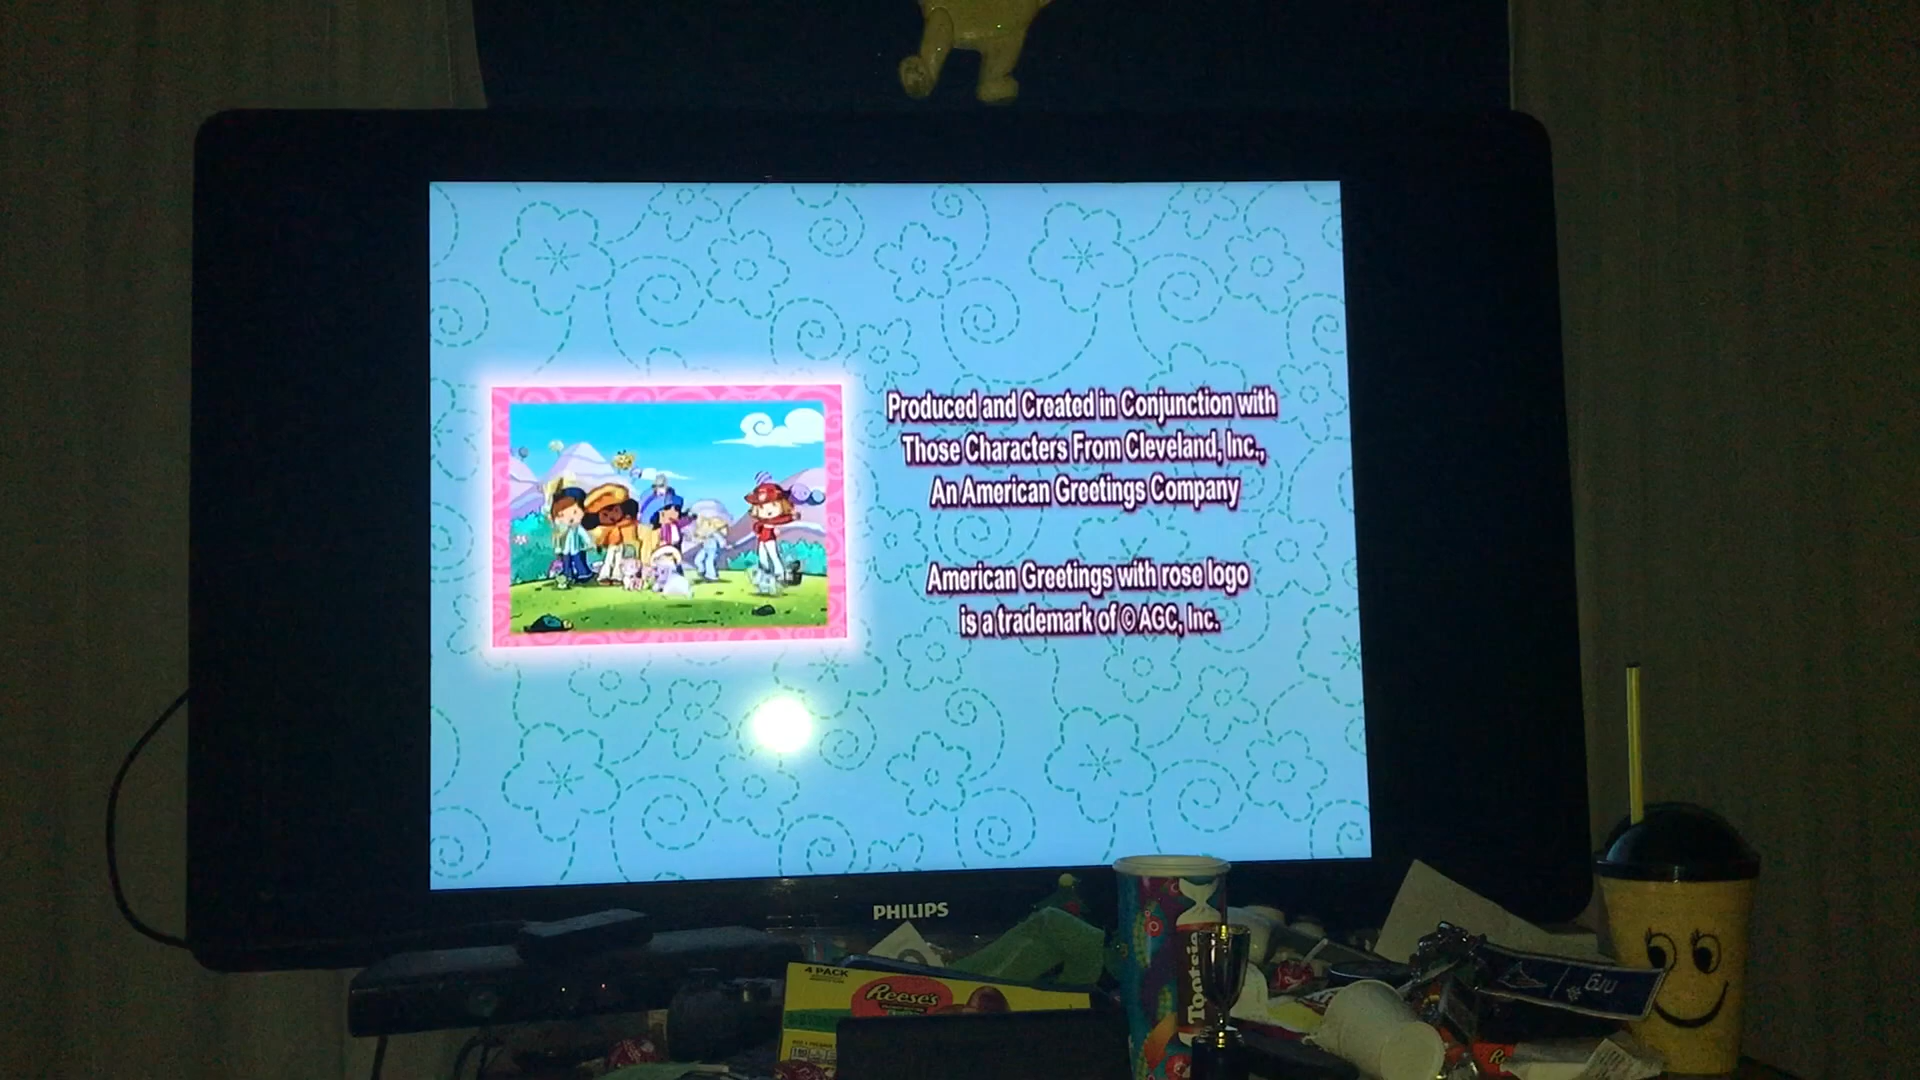 Produced and Created in Conjunction with
Those Characters From Cleveland, Inc.,
An American Greetings Company
American Greetings with rose logo
is a trademark of © AGC, Inc.
PHILIPS
4 PACK
Reese's
Tootsie